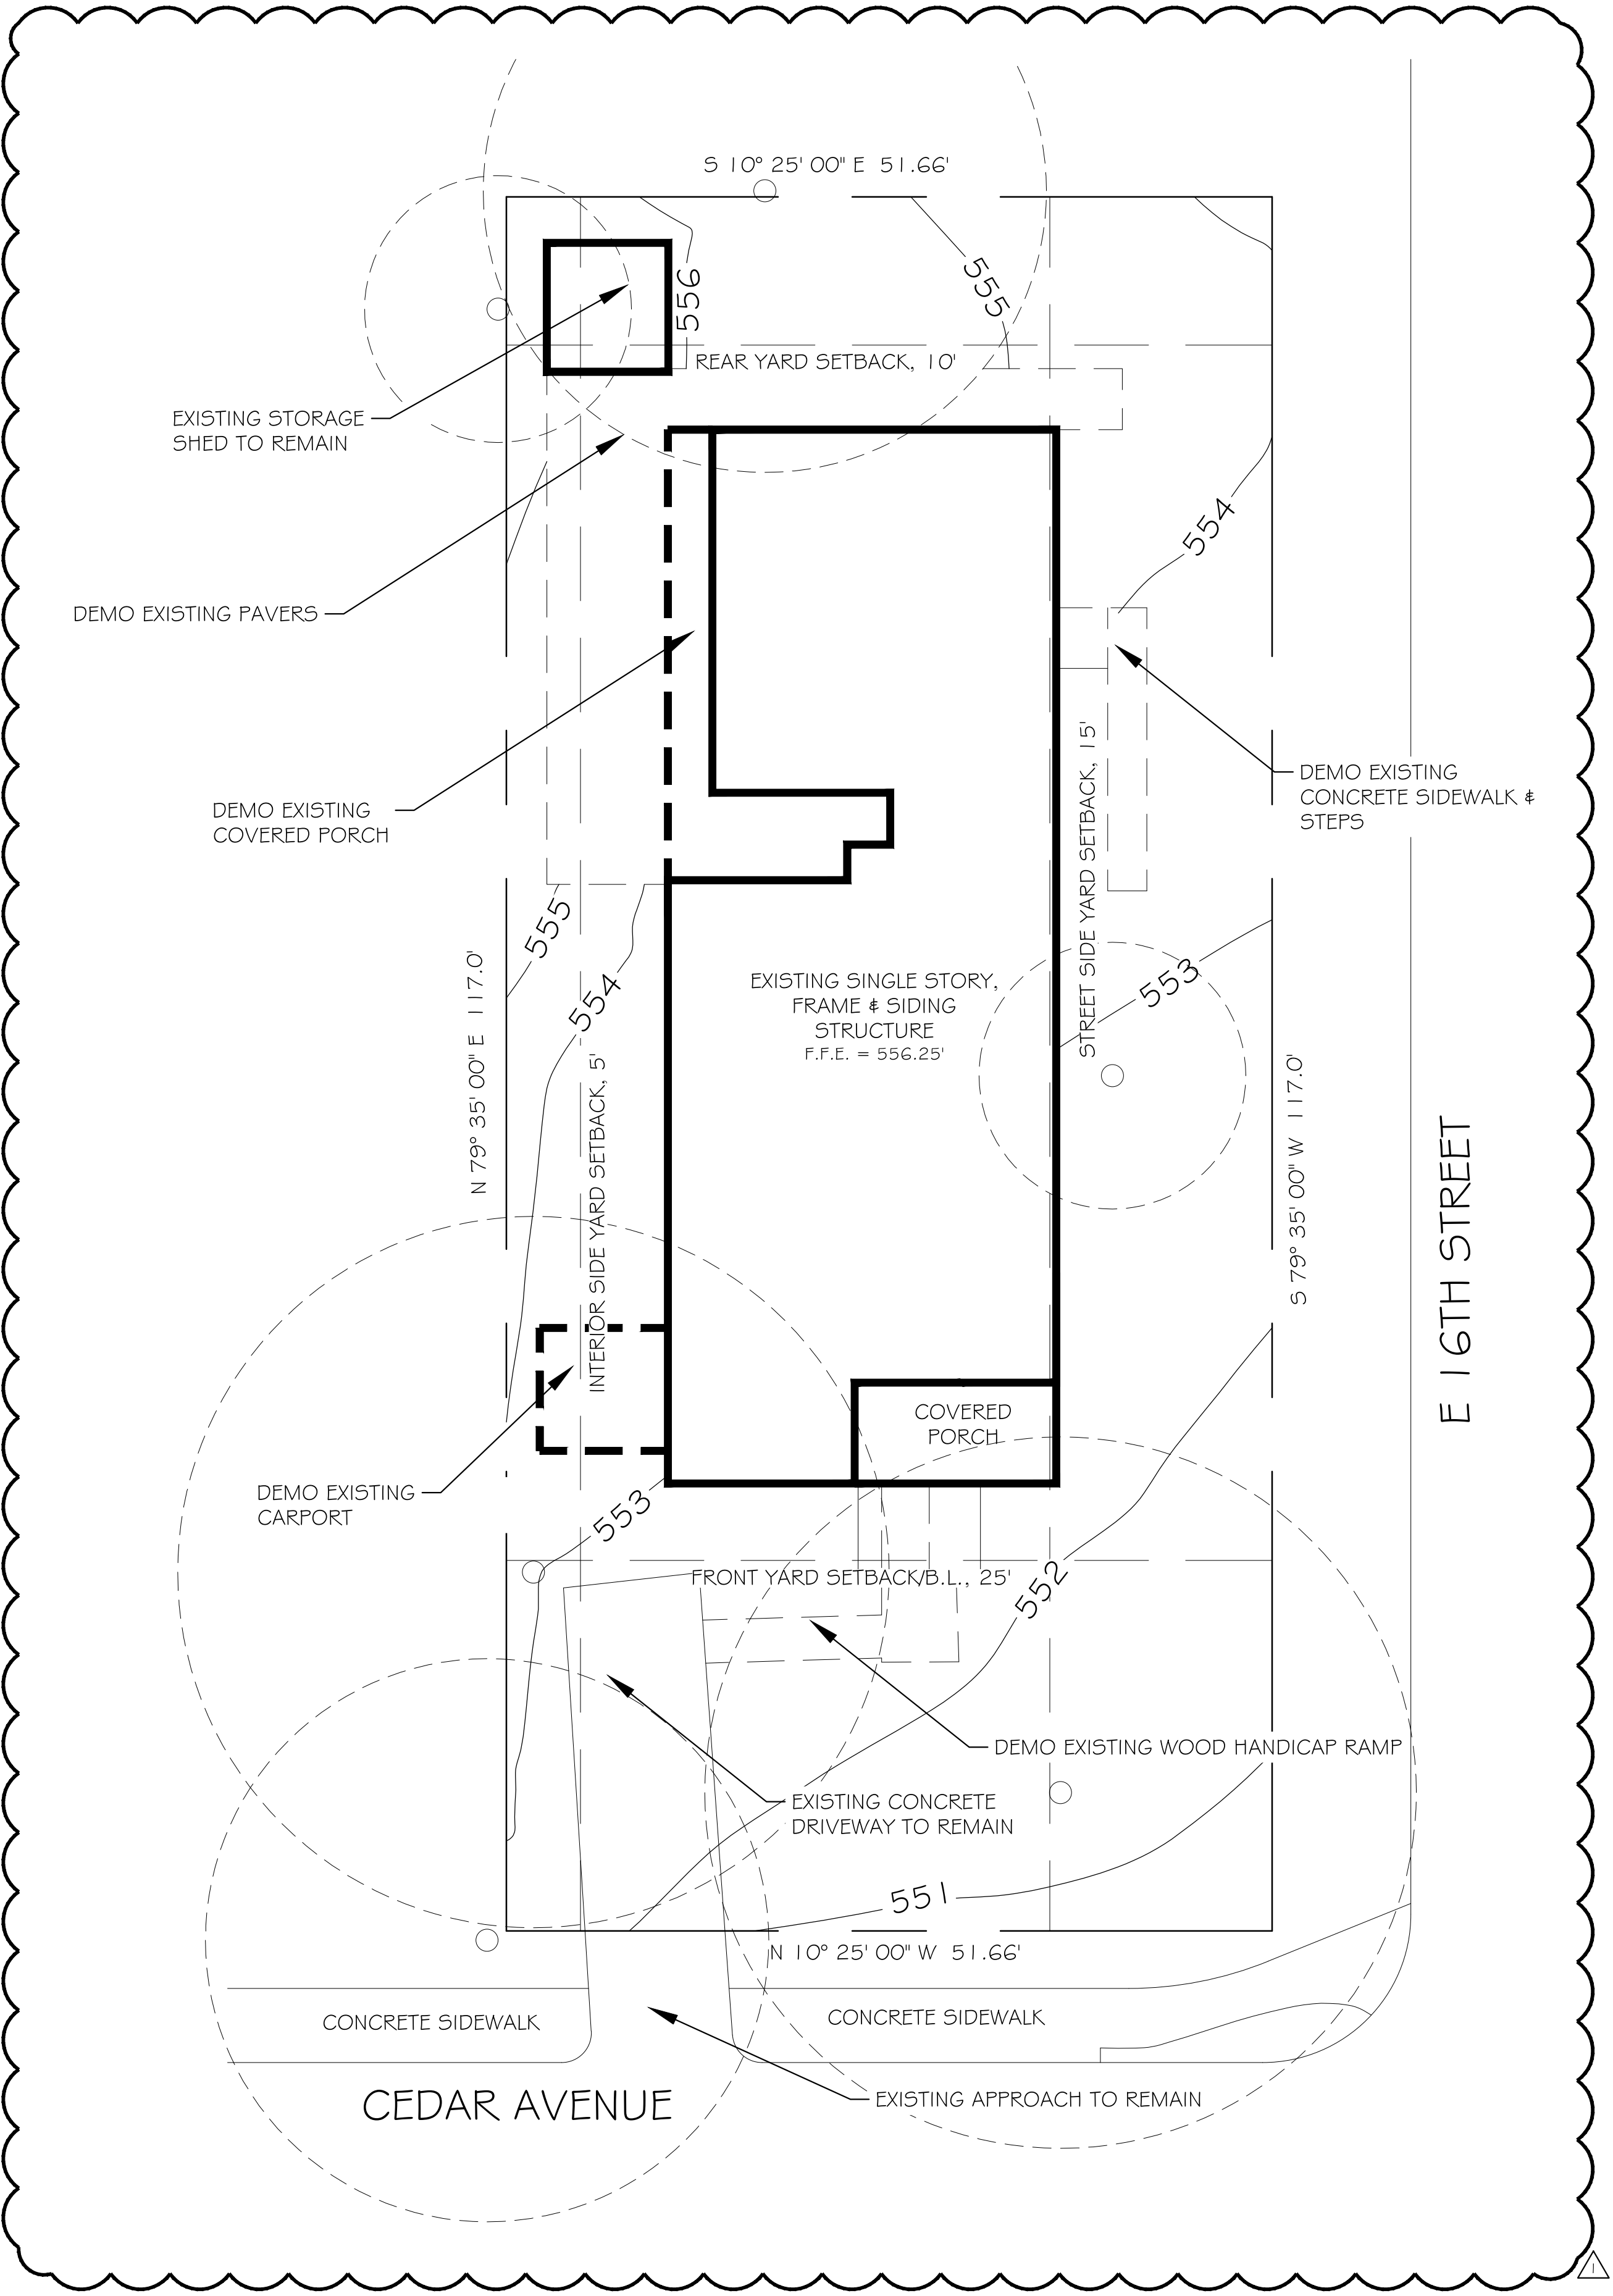 S 10° 25' 00" E 51.66'
556
555
REAR YARD SETBACK, 10'
EXISTING STORAGE
SHED TO REMAIN
554
DEMO EXISTING PAVERS
DEMO EXISTING
CONCRETE SIDEWALK &
STEPS
DEMO EXISTING
COVERED PORCH
STREET SIDE YARD SETBACK, 15'
555
554
553
N 79° 35' 00" E 117.0'
EXISTING SINGLE STORY,
FRAME & SIDING
STRUCTURE
F.F.E. = 556.25'
INTERIOR SIDE YARD SETBACK, 5'
S 79° 35' 00" W 117.0'
E 16TH STREET
COVERED
PORCH
DEMO EXISTING
CARPORT
553
FRONT YARD SETBACK/B.L., 25'
552
DEMO EXISTING WOOD HANDICAP RAMP
EXISTING CONCRETE
DRIVEWAY TO REMAIN
551
N 10° 25' 00" W 51.66'
CONCRETE SIDEWALK
CONCRETE SIDEWALK
CEDAR AVENUE
EXISTING APPROACH TO REMAIN
1